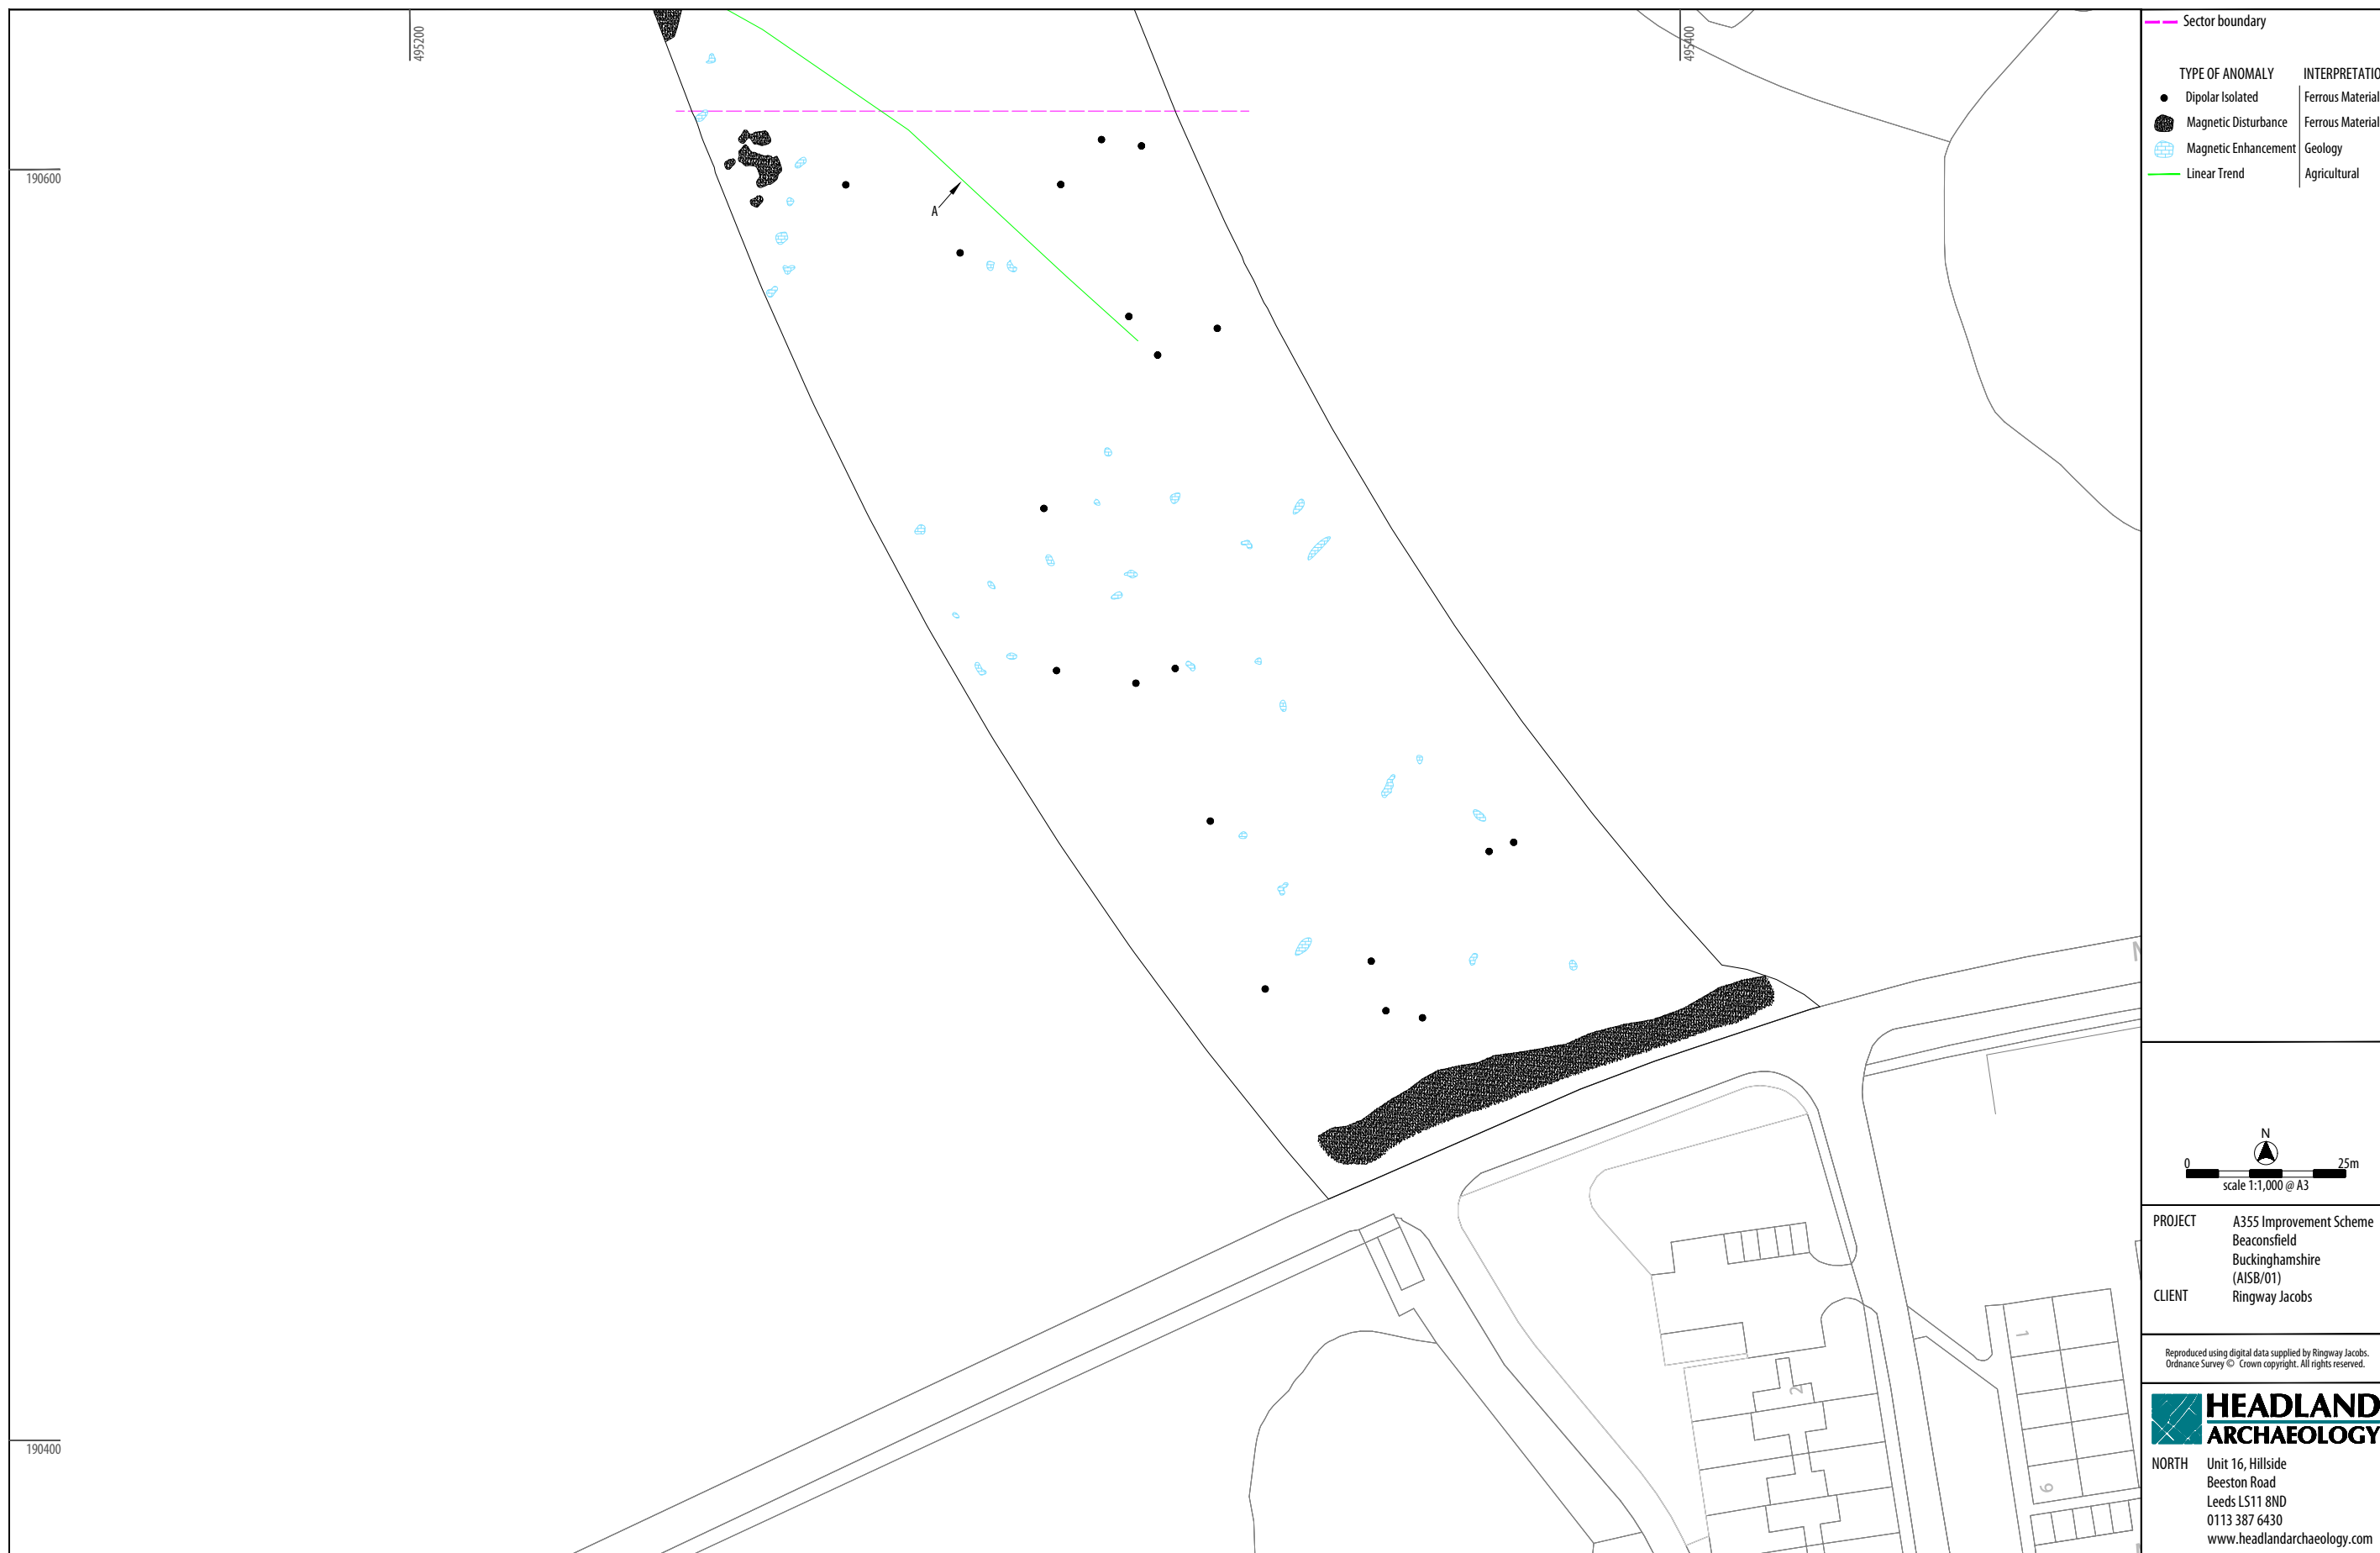 495200
495400
190600
190400
A
Sector boundary
TYPE OF ANOMALY INTERPRETATIO
Dipolar Isolated Ferrous Material
Magnetic Disturbance Ferrous Material
Magnetic Enhancement Geology
Linear Trend Agricultural
N
0 25m
scale 1:1,000 @ A3
PROJECT A355 Improvement Scheme
Beaconsfield
Buckinghamshire
(AISB/01)
CLIENT Ringway Jacobs
Reproduced using digital data supplied by Ringway Jacobs.
Ordnance Survey © Crown copyright. All rights reserved.
HEADLAND
ARCHAEOLOGY
NORTH Unit 16, Hillside
Beeston Road
Leeds LS11 8ND
0113 387 6430
www.headlandarchaeology.com
1
2